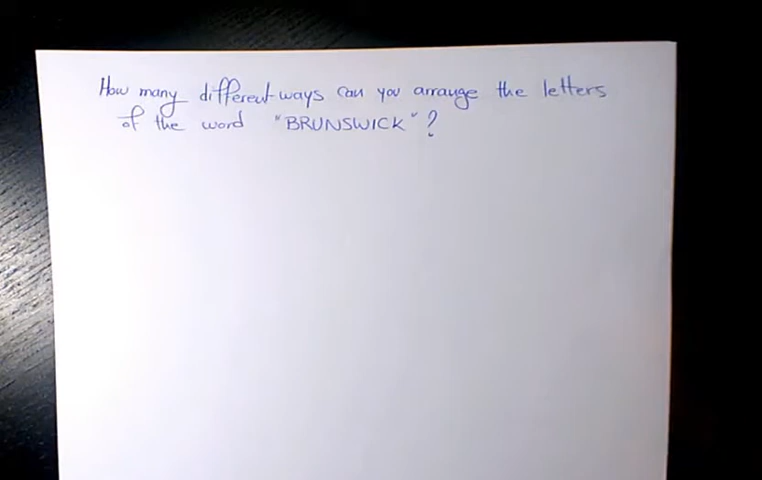 How many different ways can you arrange the letters
of the word "BRUNSWICK"?